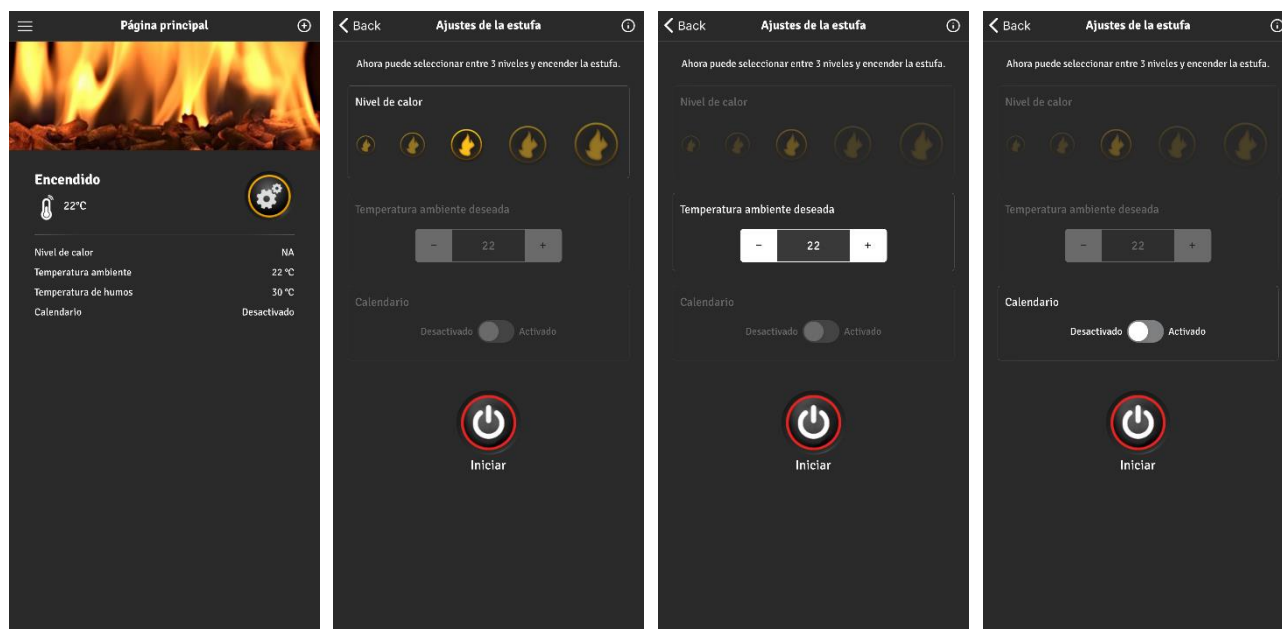 Página principal
Encendido
22°C
Nivel de calor NA
Temperatura ambiente 22 °C
Temperatura de humos 30 °C
Calendario Desactivado
Back Ajustes de la estufa
Ahora puede seleccionar entre 3 niveles y encender la estufa.
Nivel de calor
Temperatura ambiente deseada
- 22 +
Calendario
Desactivado Activado
Iniciar
Back Ajustes de la estufa
Ahora puede seleccionar entre 3 niveles y encender la estufa.
Nivel de calor
Temperatura ambiente deseada
- 22 +
Calendario
Desactivado Activado
Iniciar
Back Ajustes de la estufa
Ahora puede seleccionar entre 3 niveles y encender la estufa.
Nivel de calor
Temperatura ambiente deseada
- 22 +
Calendario
Desactivado Activado
Iniciar